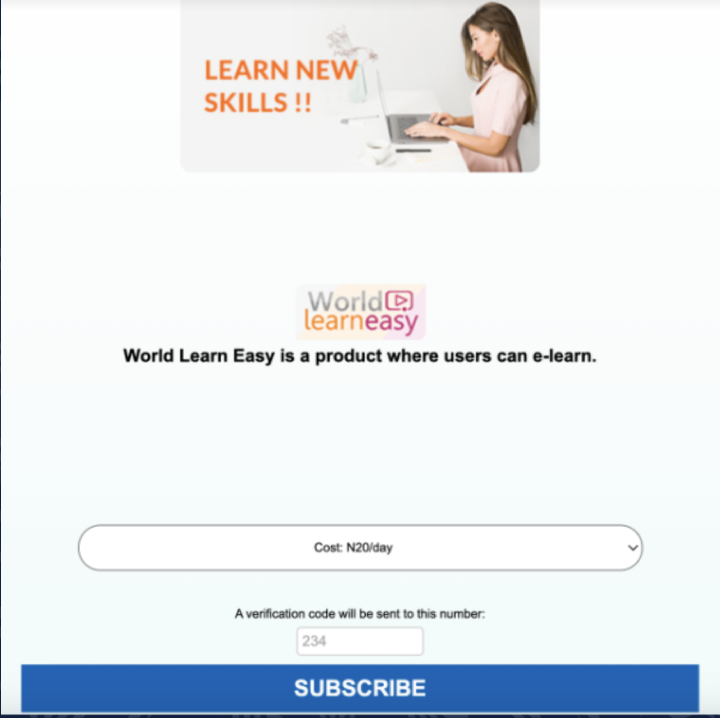 LEARN NEW
SKILLS !!
World
learneasy
World Learn Easy is a product where users can e-learn.
Cost: N20/day
A verification code will be sent to this number:
234
SUBSCRIBE